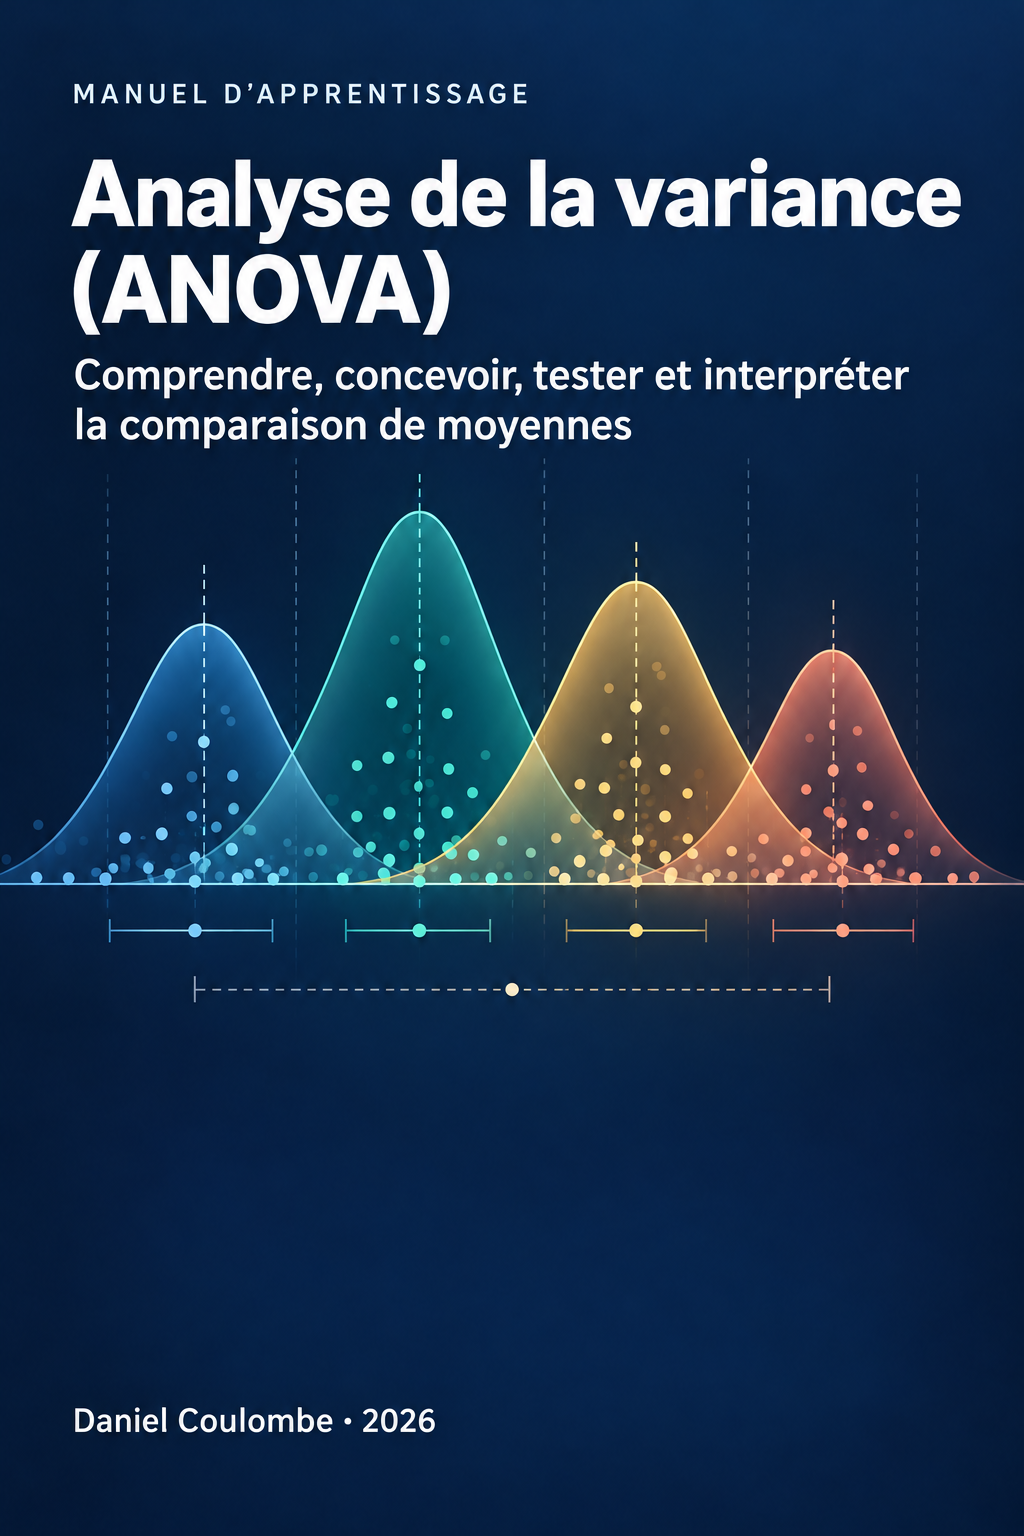 MANUEL D’APPRENTISSAGE
Analyse de la variance
(ANOVA)
Comprendre, concevoir, tester et interpréter
la comparaison de moyennes
Daniel Coulombe • 2026